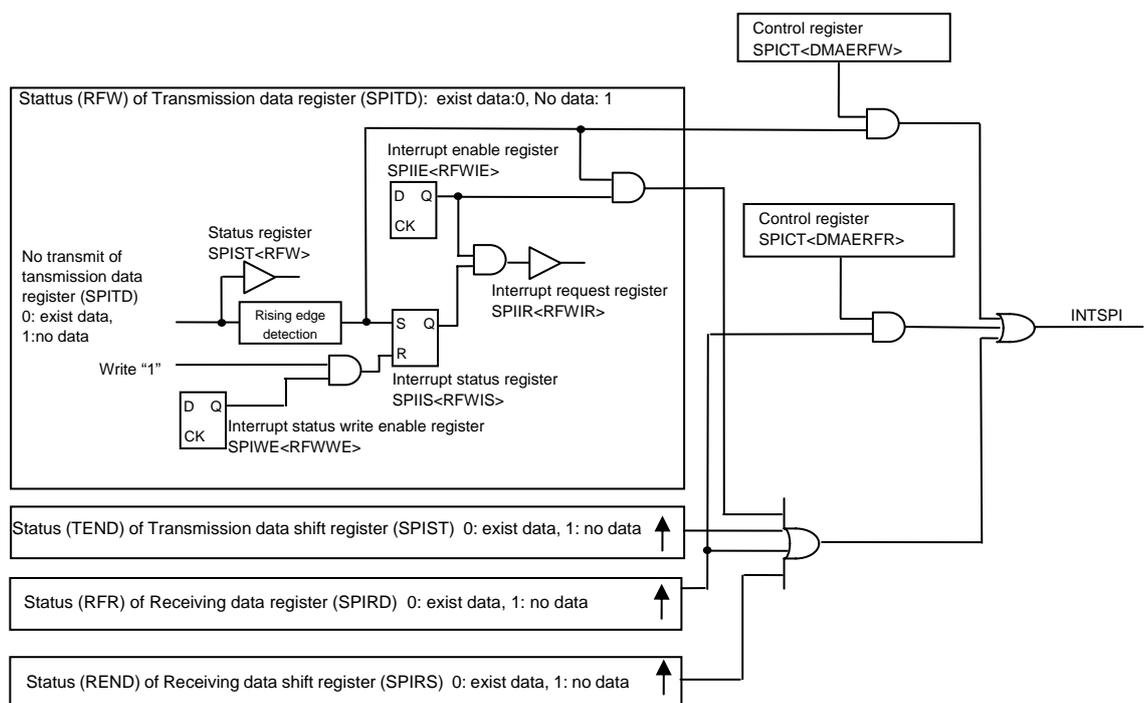 Control register
SPICT<DMAERFW>
Stattus (RFW) of Transmission data register (SPITD):  exist data:0, No data: 1
Interrupt enable register
SPIIE<RFWIE>
D Q
CK
Control register
SPICT<DMAERFR>
Status register
SPIST<RFW>
No transmit of
tansmission data
register (SPITD)
0: exist data,
1:no data
Interrupt request register
SPIIR<RFWIR>
Rising edge
detection
S Q
R
INTSPI
Write “1”
Interrupt status register
SPIIS<RFWIS>
D Q
CK
Interrupt status write enable register
SPIWE<RFWWE>
Status (TEND) of Transmission data shift register (SPIST)  0: exist data, 1: no data
Status (RFR) of Receiving data register (SPIRD)  0: exist data, 1: no data
Status (REND) of Receiving data shift register (SPIRS)  0: exist data, 1: no data